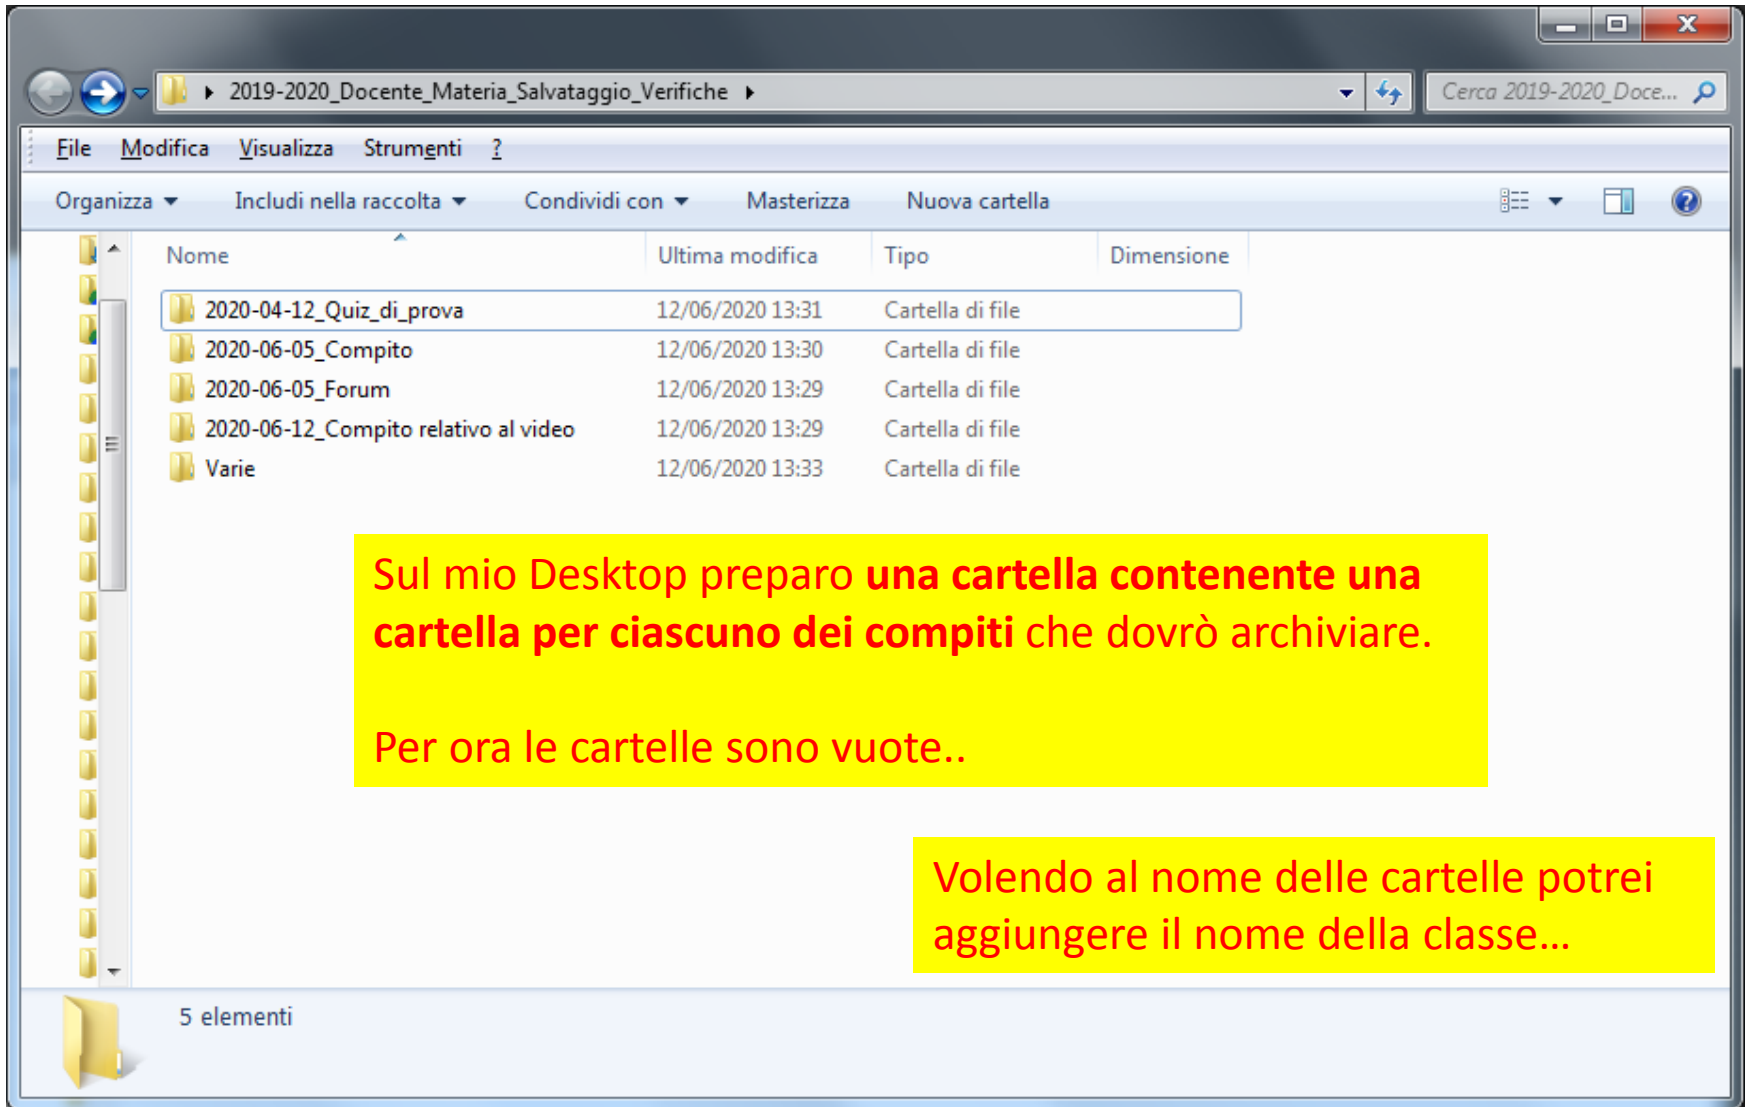 2019-2020_Docente_Materia_Salvataggio_Verifiche
Cerca 2019-2020_Doce...
File Modifica Visualizza Strumenti ?
Organizza Includi nella raccolta Condividi con Masterizza Nuova cartella
Nome Ultima modifica Tipo Dimensione
2020-04-12_Quiz_di_prova 12/06/2020 13:31 Cartella di file
2020-06-05_Compito 12/06/2020 13:30 Cartella di file
2020-06-05_Forum 12/06/2020 13:29 Cartella di file
2020-06-12_Compito relativo al video 12/06/2020 13:29 Cartella di file
Varie 12/06/2020 13:33 Cartella di file
Sul mio Desktop preparo una cartella contenente una
cartella per ciascuno dei compiti che dovrò archiviare.
Per ora le cartelle sono vuote..
Volendo al nome delle cartelle potrei
aggiungere il nome della classe...
5 elementi